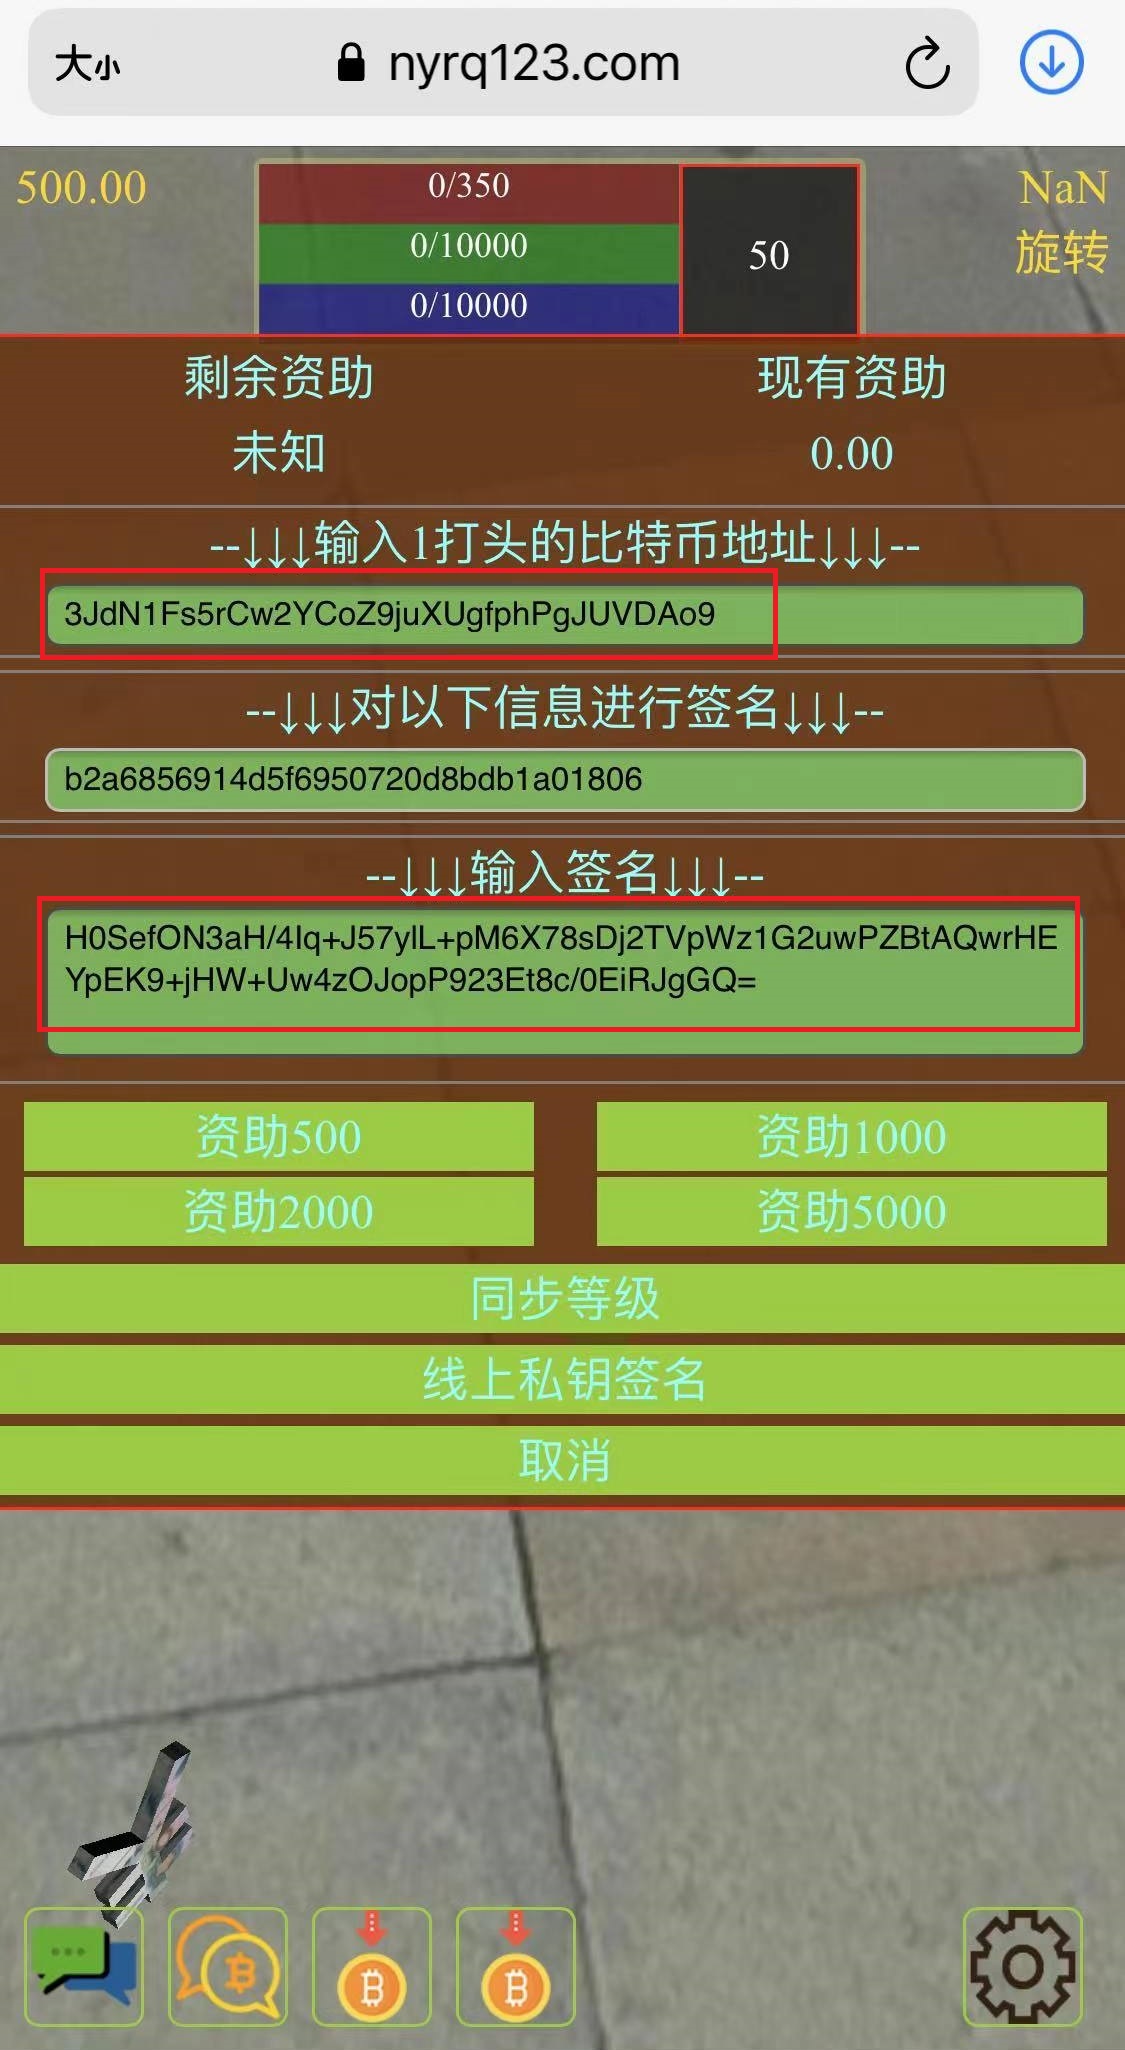 大小 nyrq123.com
500.00
0/350
0/10000
0/10000
50
NaN
旋转
剩余资助 现有资助
未知 0.00
--↓↓↓输入1打头的比特币地址↓↓↓--
3JdN1Fs5rCw2YCoZ9juXUgfphPgJUVDAo9
--↓↓↓对以下信息进行签名↓↓↓--
b2a6856914d5f6950720d8bdb1a01806
--↓↓↓输入签名↓↓↓--
H0SefON3aH/4Iq+J57ylL+pM6X78sDj2TVpWz1G2uwPZBtAQwrHE
YpEK9+jHW+Uw4zOJopP923Et8c/0EiRJgGQ=
资助500 资助1000
资助2000 资助5000
同步等级
线上私钥签名
取消